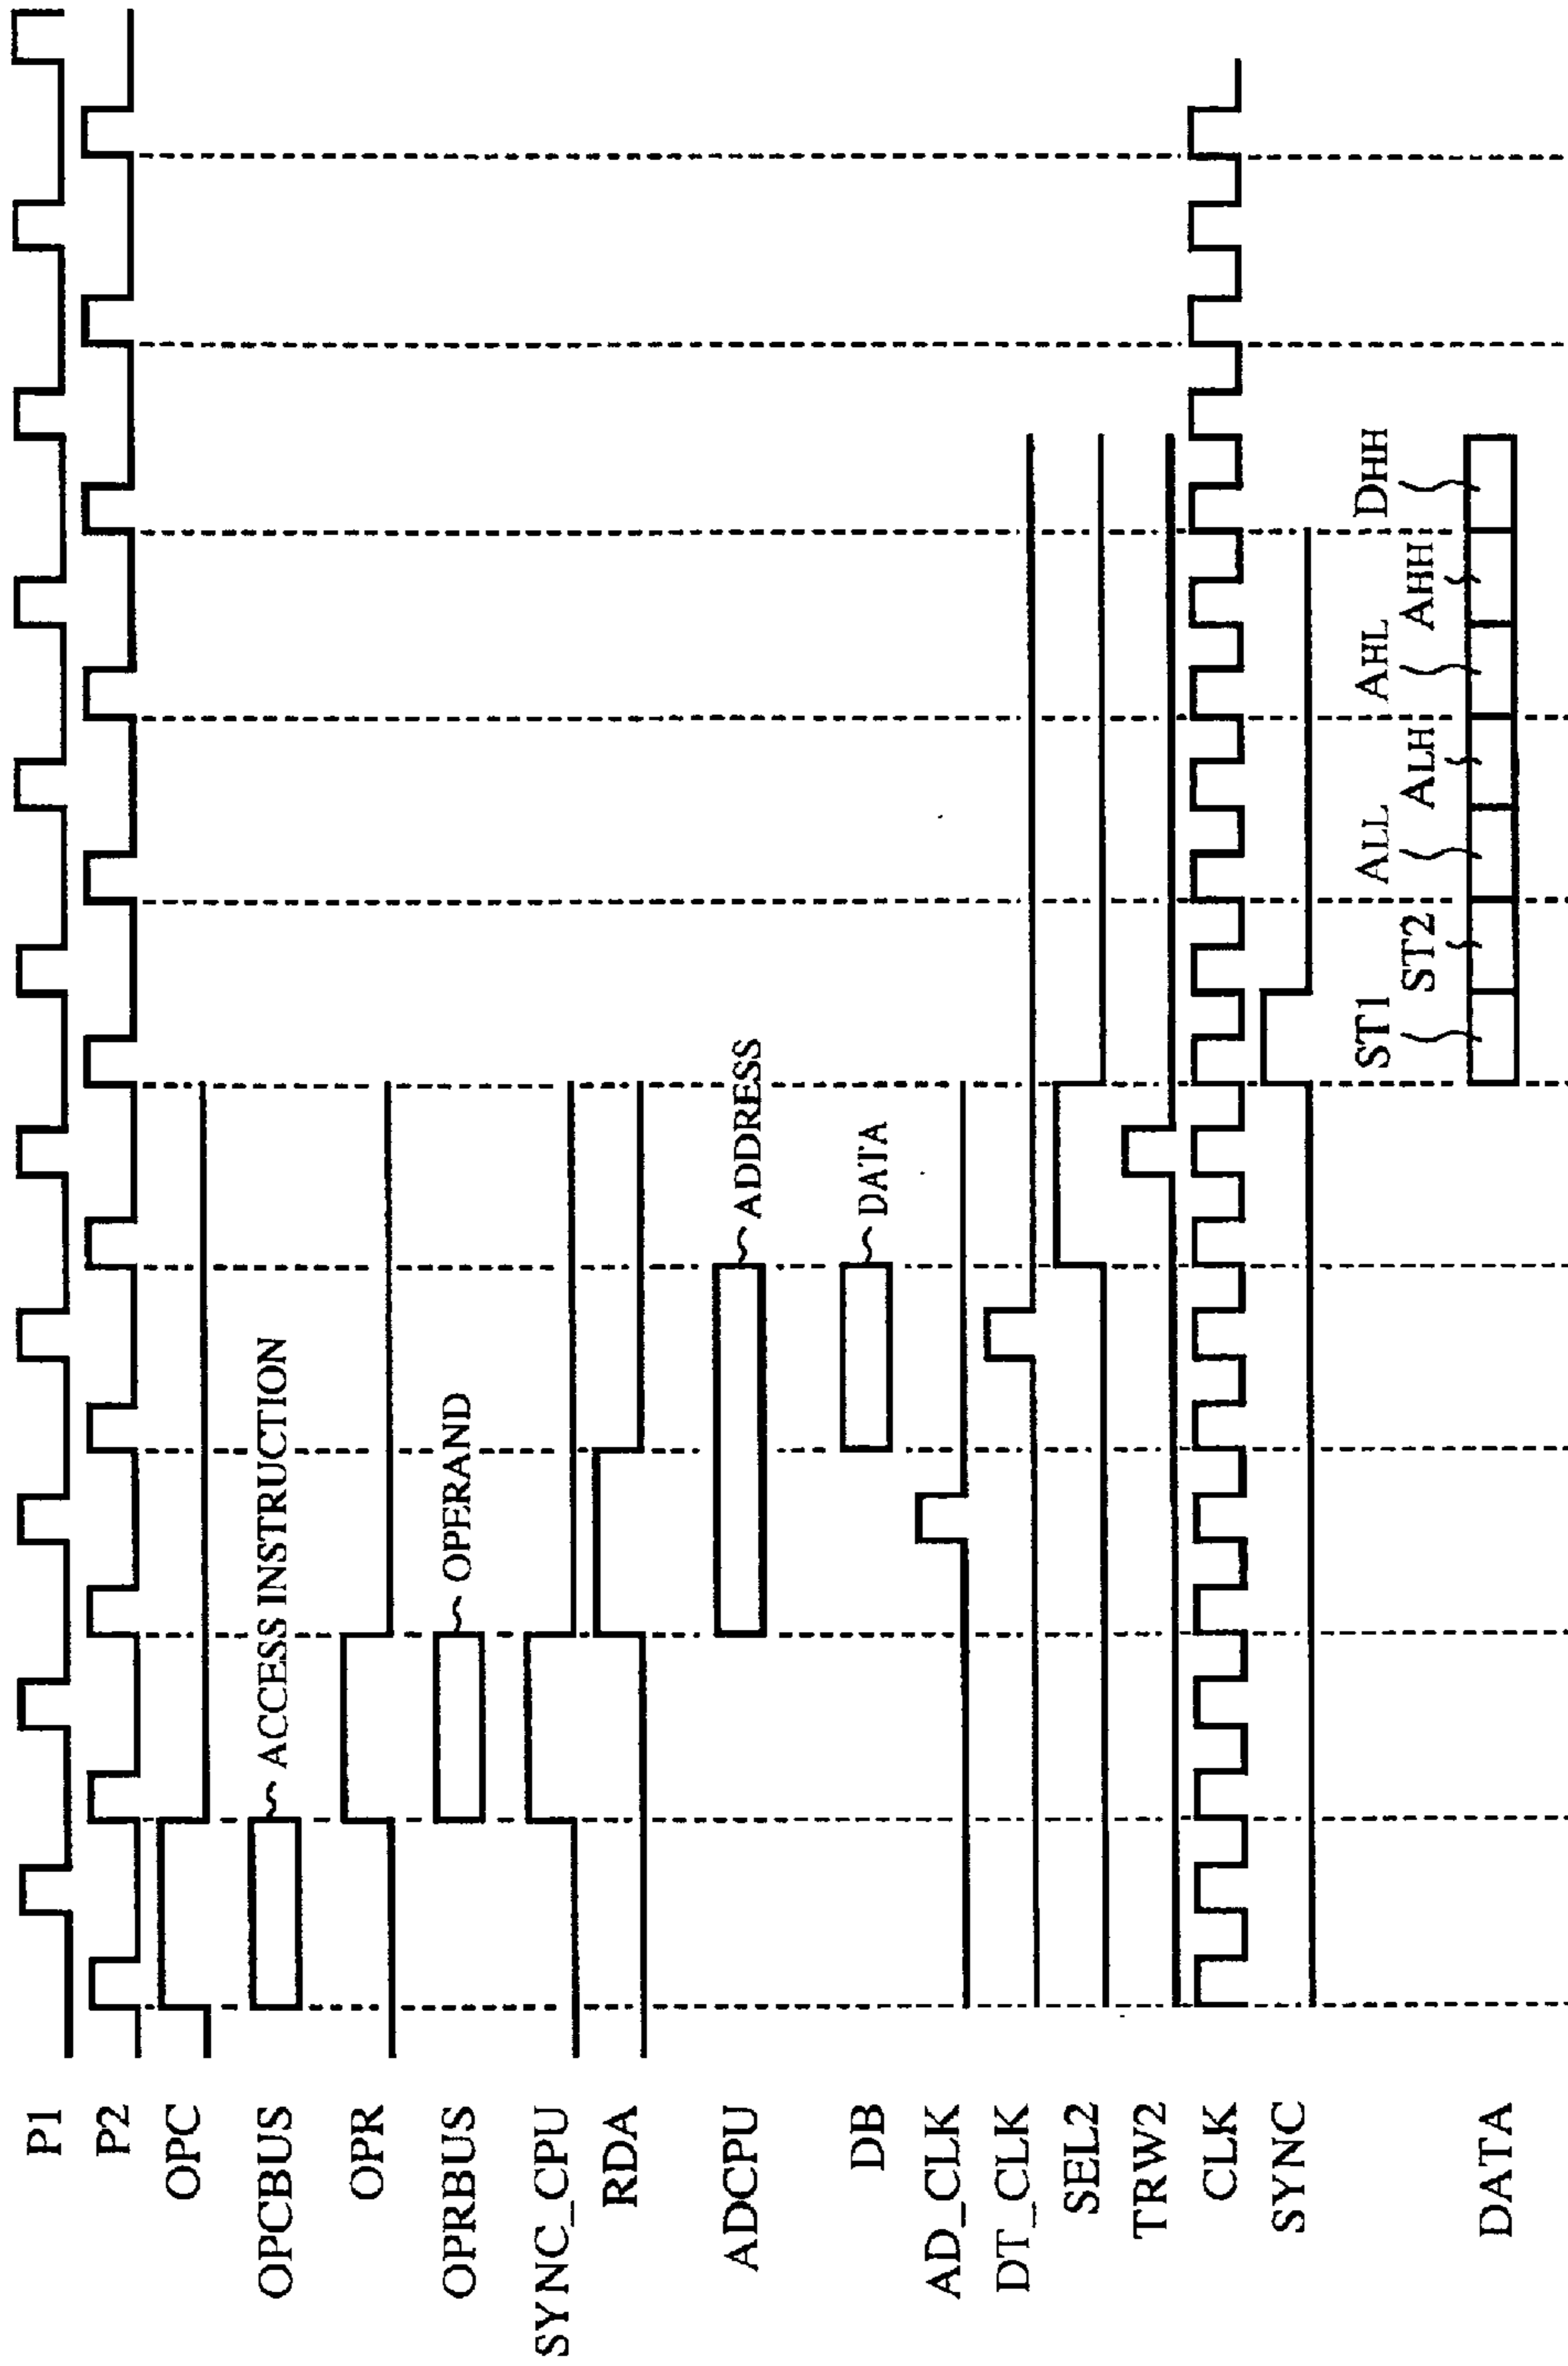 P1
P2
OPC
OPCBUS
ACCESS INSTRUCTION
OPR
OPRBUS
OPERAND
SYNC_CPU
RDA
ADCPU
ADDRESS
DB
DATA
AD_CLK
DT_CLK
SEL2
TRW2
CLK
SYNC
DATA
ST1
ST2
ALL
ALH
AHL
AHH
DHH